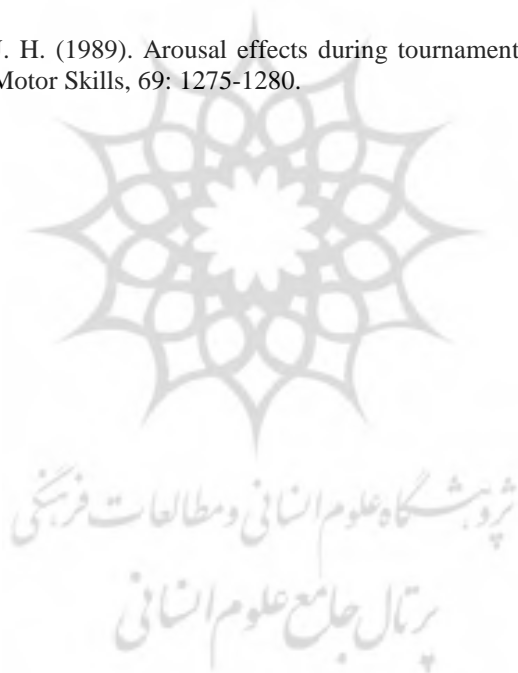 J. H. (1989). Arousal effects during tournament
Motor Skills, 69: 1275-1280.
پژوهشگاه علوم انسانی و مطالعات فرهنگی
پرتال جامع علوم انسانی